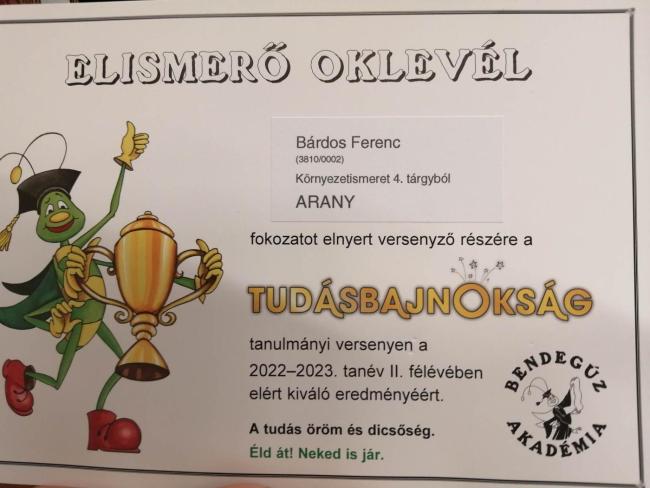 ELISMERŐ OKLEVÉL
Bárdos Ferenc
(3810/0002)
Környezetismeret 4. tárgyból
ARANY
fokozatot elnyert versenyző részére a
TUDÁSBAJNOKSÁG
tanulmányi versenyen a
2022–2023. tanév II. félévében
elért kiváló eredményéért.
A tudás öröm és dicsőség.
Éld át! Neked is jár.
BENDEGÚZ
AKADÉMIA